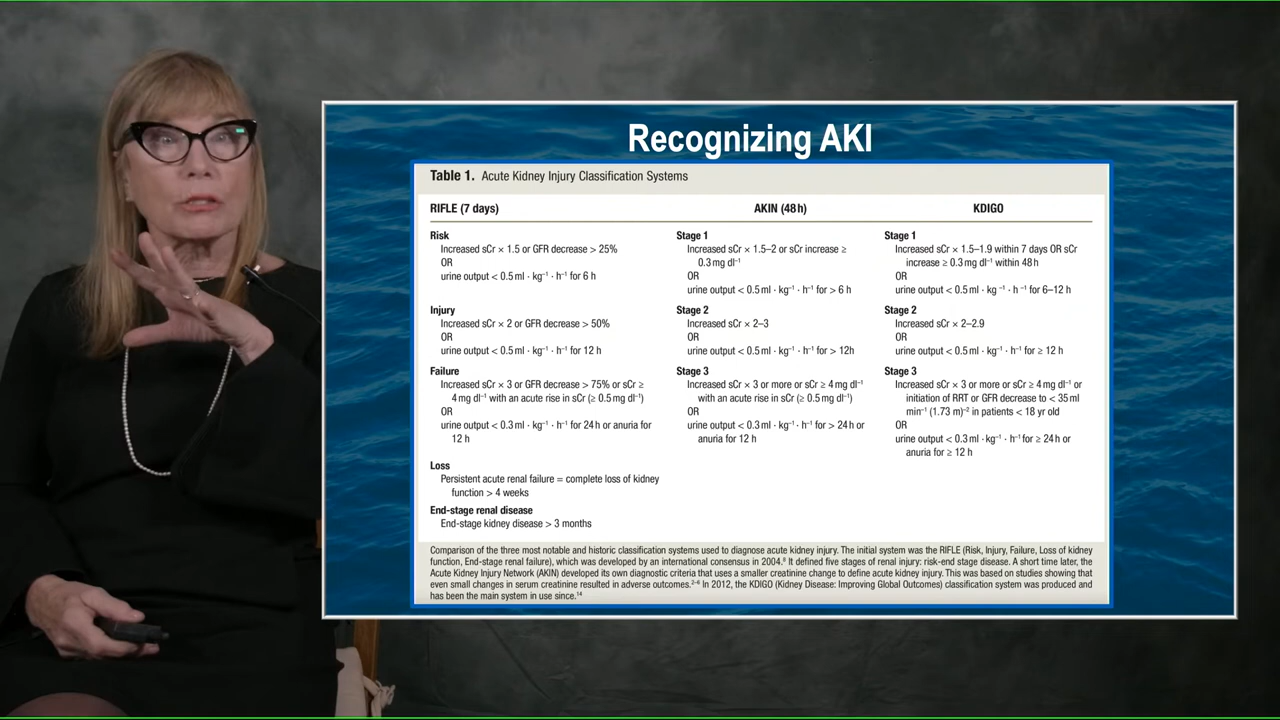 Recognizing AKI
Table 1. Acute Kidney Injury Classification Systems
RIFLE (7 days)
Risk
Increased sCr × 1.5 or GFR decrease > 25%
OR
urine output < 0.5 ml · kg⁻¹ · h⁻¹ for 6 h
Injury
Increased sCr × 2 or GFR decrease > 50%
OR
urine output < 0.5 ml · kg⁻¹ · h⁻¹ for 12 h
Failure
Increased sCr × 3 or GFR decrease > 75% or sCr ≥
4 mg dl⁻¹ with an acute rise in sCr (≥ 0.5 mg dl⁻¹)
OR
urine output < 0.3 ml · kg⁻¹ · h⁻¹ for 24 h or anuria for
12 h
Loss
Persistent acute renal failure = complete loss of kidney
function > 4 weeks
End-stage renal disease
End-stage kidney disease > 3 months
AKIN (48 h)
Stage 1
Increased sCr × 1.5–2 or sCr increase ≥
0.3 mg dl⁻¹
OR
urine output < 0.5 ml · kg⁻¹ · h⁻¹ for > 6 h
Stage 2
Increased sCr × 2–3
OR
urine output < 0.5 ml · kg⁻¹ · h⁻¹ for > 12h
Stage 3
Increased sCr × 3 or more or sCr ≥ 4 mg dl⁻¹
with an acute rise in sCr (≥ 0.5 mg dl⁻¹)
OR
urine output < 0.3 ml · kg⁻¹ · h⁻¹ for > 24 h or
anuria for 12 h
KDIGO
Stage 1
Increased sCr × 1.5–1.9 within 7 days OR sCr
increase ≥ 0.3 mg dl⁻¹ within 48 h
OR
urine output < 0.5 ml · kg⁻¹ · h⁻¹ for 6–12 h
Stage 2
Increased sCr × 2–2.9
OR
urine output < 0.5 ml · kg⁻¹ · h⁻¹ for ≥ 12 h
Stage 3
Increased sCr × 3 or more or sCr ≥ 4 mg dl⁻¹ or
initiation of RRT or GFR decrease to < 35 ml
min⁻¹ (1.73 m)⁻² in patients < 18 yr old
OR
urine output < 0.3 ml · kg⁻¹ · h⁻¹ for ≥ 24 h or
anuria for ≥ 12 h
Comparison of the three most notable and historic classification systems used to diagnose acute kidney injury. The initial system was the RIFLE (Risk, Injury, Failure, Loss of kidney
function, End-stage renal failure), which was developed by an international consensus in 2004.⁸ It defined five stages of renal injury: risk-end stage disease. A short time later, the
Acute Kidney Injury Network (AKIN) developed its own diagnostic criteria that uses a smaller creatinine change to define acute kidney injury. This was based on studies showing that
even small changes in serum creatinine resulted in adverse outcomes.²⁻⁶ In 2012, the KDIGO (Kidney Disease: Improving Global Outcomes) classification system was produced and
has been the main system in use since.¹⁴